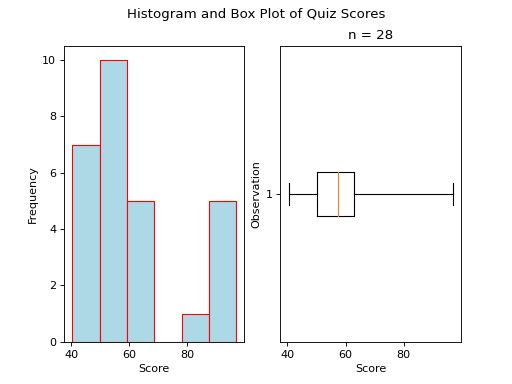 Histogram and Box Plot of Quiz Scores
n = 28
10
8
6
4
2
0
Frequency
40
60
80
Score
Observation
1
40
60
80
Score